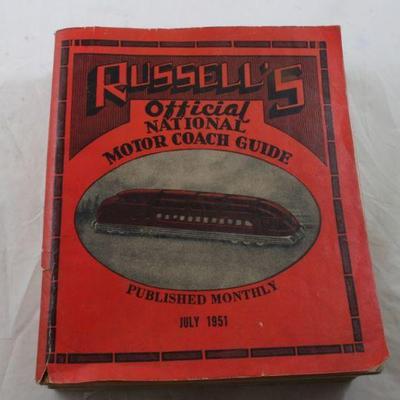 RUSSELL'S
Official
NATIONAL
MOTOR COACH GUIDE
PUBLISHED MONTHLY
JULY 1951